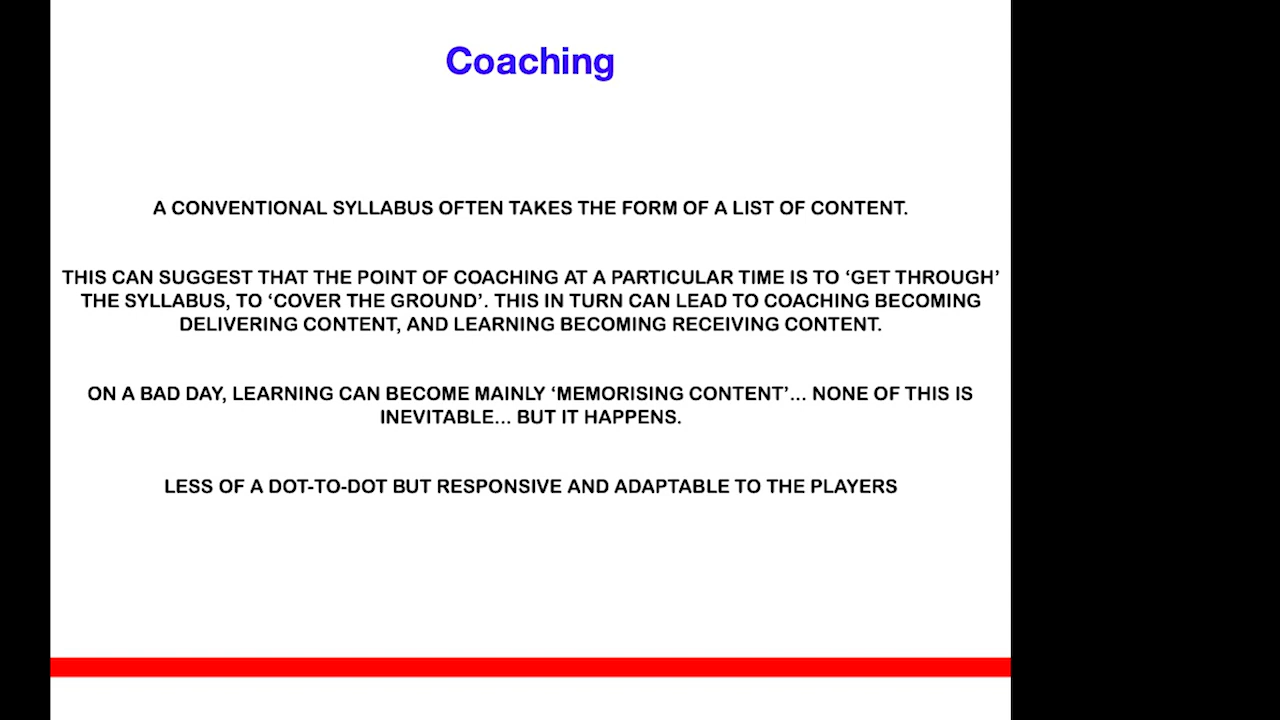 Coaching
A CONVENTIONAL SYLLABUS OFTEN TAKES THE FORM OF A LIST OF CONTENT.
THIS CAN SUGGEST THAT THE POINT OF COACHING AT A PARTICULAR TIME IS TO ‘GET THROUGH’
THE SYLLABUS, TO ‘COVER THE GROUND’. THIS IN TURN CAN LEAD TO COACHING BECOMING
DELIVERING CONTENT, AND LEARNING BECOMING RECEIVING CONTENT.
ON A BAD DAY, LEARNING CAN BECOME MAINLY ‘MEMORISING CONTENT’... NONE OF THIS IS
INEVITABLE... BUT IT HAPPENS.
LESS OF A DOT-TO-DOT BUT RESPONSIVE AND ADAPTABLE TO THE PLAYERS